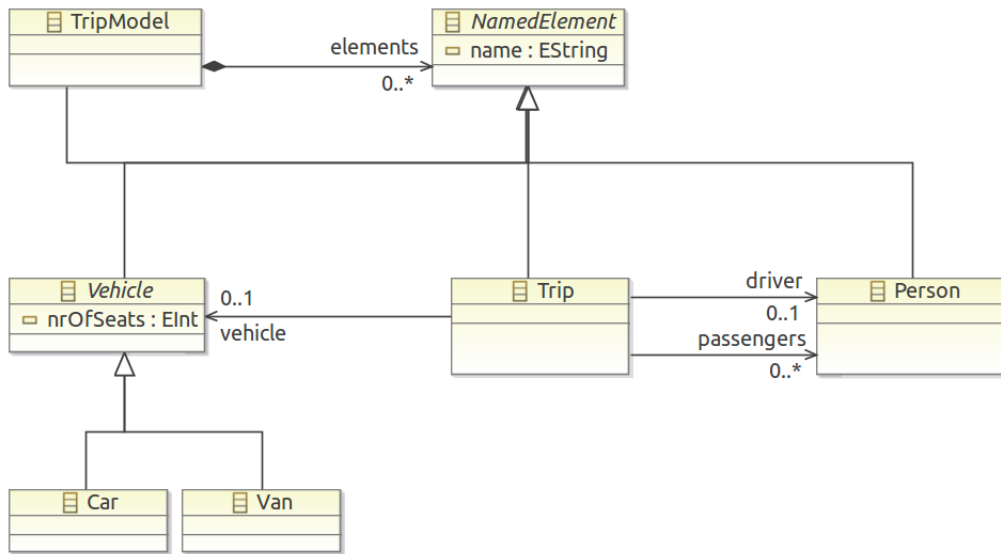 TripModel
NamedElement
name : EString
elements
0..*
Vehicle
nrOfSeats : EInt
0..1
vehicle
Trip
driver
0..1
passengers
0..*
Person
Car
Van